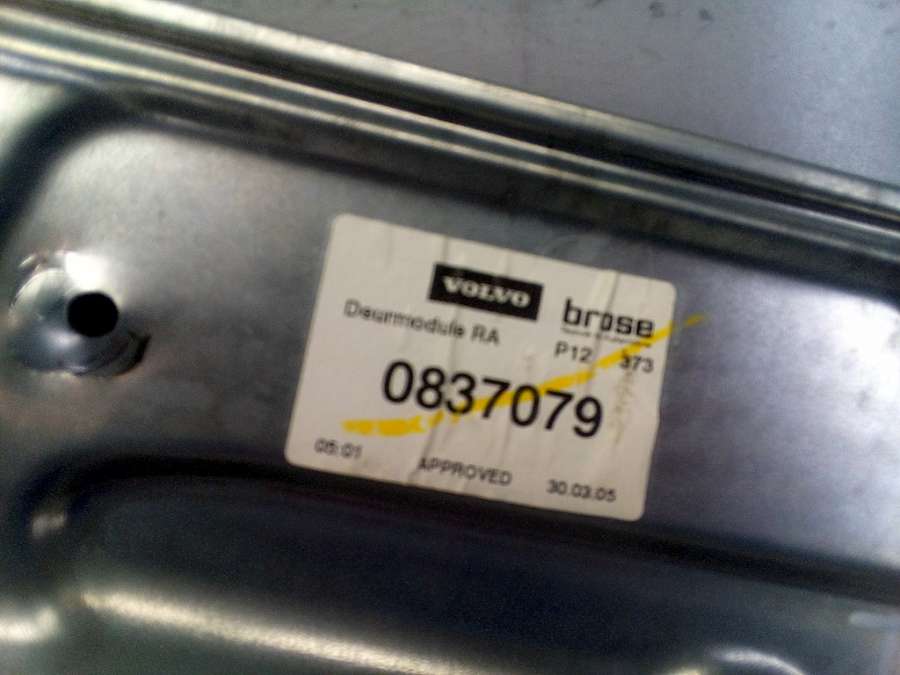 VOLVO
brose
Deurmodule RA
P12 373
0837079
05:01 APPROVED 30.03.05